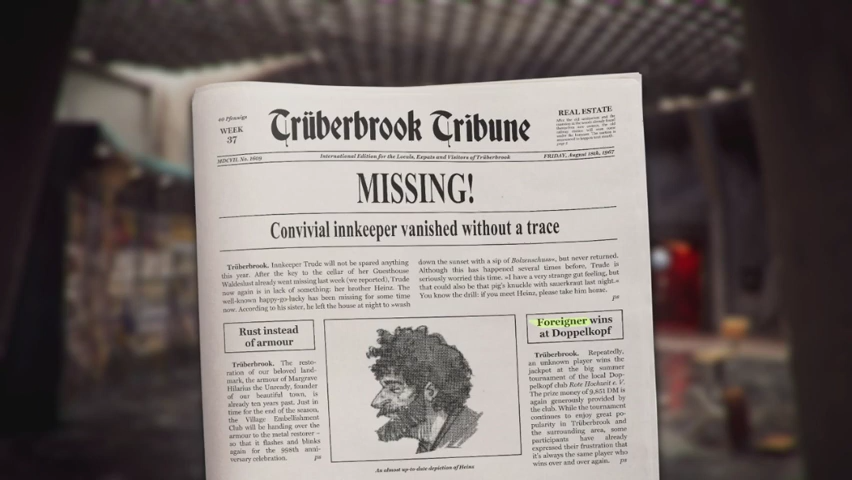 20 Pfennige
WEEK
37
Trüberbrook Tribune
REAL ESTATE
MDCVII. No. 1609
International Edition for the Locals, Expats and Visitors of Trüberbrook
FRIDAY, August 18th, 1967
MISSING!
Convivial innkeeper vanished without a trace
Trüberbrook. Innkeeper Trude will not be spared anything
this year. After the key to the cellar of her Guesthouse
Waldeslust already went missing last week (we reported), Trude
now again is in lack of something: her brother Heinz. The
well-known happy-go-lucky has been missing for some time
now. According to his sister, he left the house at night to »wash
down the sunset with a sip of Bolzenschuss«, but never returned.
Although this has happened several times before, Trude is
seriously worried this time. »I have a very strange gut feeling, but
that could also be that pig's knuckle with sauerkraut last night.«
You know the drill: if you meet Heinz, please take him home.
ps
Rust instead
of armour
Trüberbrook. The resto-
ration of our beloved land-
mark, the armour of Margrave
Hilarius the Unready, founder
of our beautiful town, is
already ten years past. Just in
time for the end of the season,
the Village Embellishment
Club will be handing over the
armour to the metal restorer –
so that it flashes and blinks
again for the 958th anni-
versary celebration. ps
An almost up-to-date depiction of Heinz
Foreigner wins
at Doppelkopf
Trüberbrook. Repeatedly,
an unknown player wins the
jackpot at the big summer
tournament of the local Dop-
pelkopf club Rote Hochzeit e. V.
The prize money of 9,651 DM is
again generously provided by
the club. While the tournament
continues to enjoy great po-
pularity in Trüberbrook and
the surrounding area, some
participants have already
expressed their frustration that
it's always the same player who
wins over and over again. ps